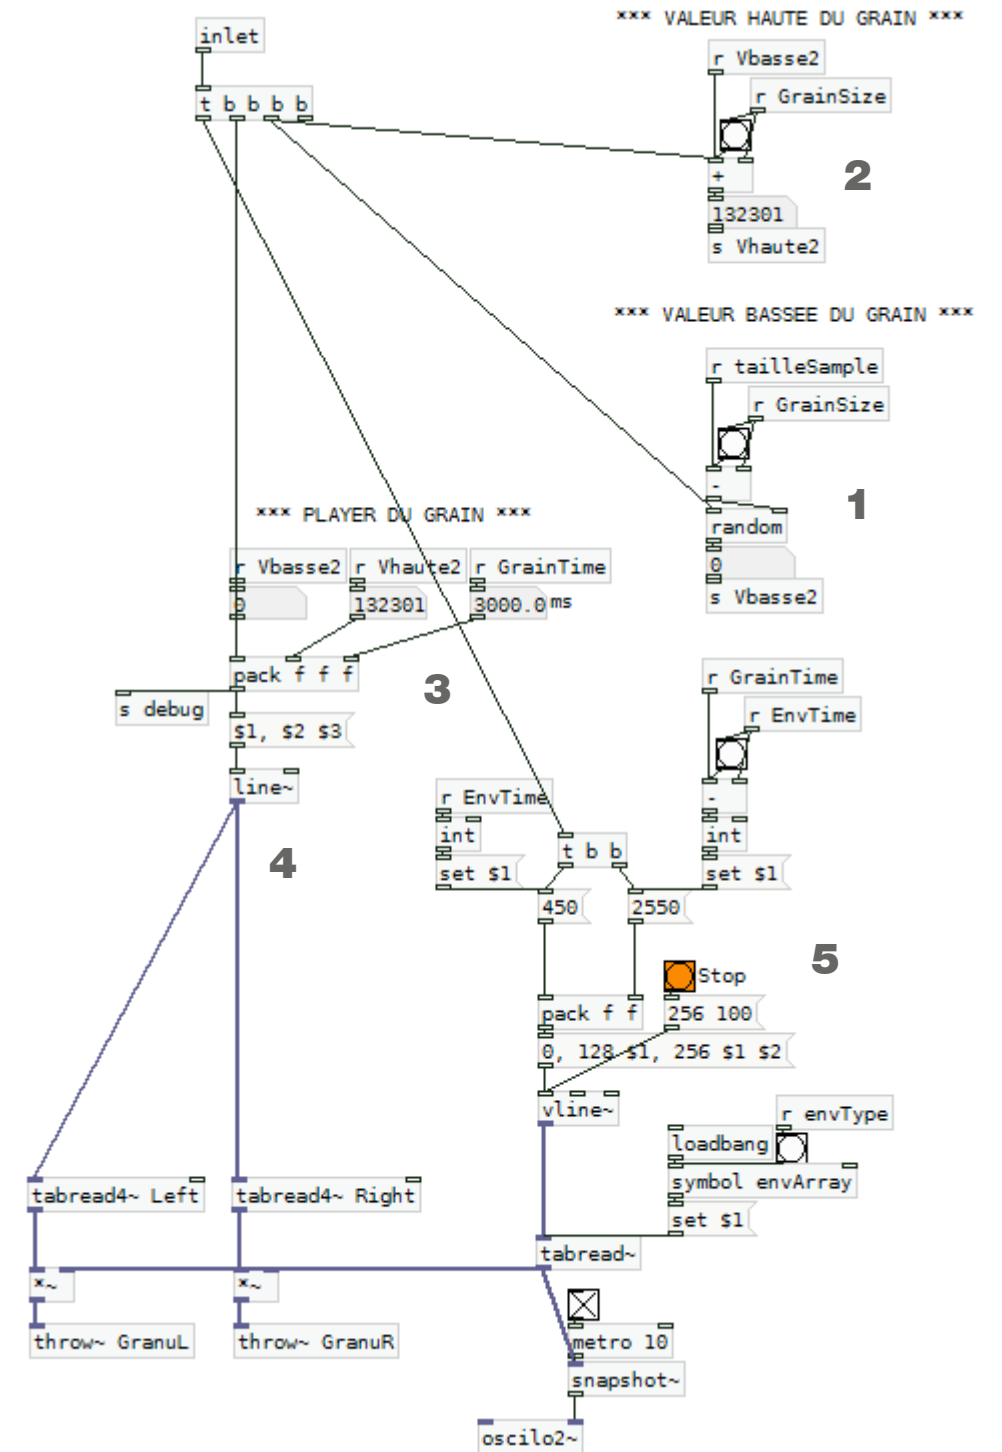 *** VALEUR HAUTE DU GRAIN ***
inlet
r Vbasse2
r GrainSize
t b b b b
+
2
132301
s Vhaute2
*** VALEUR BASSEE DU GRAIN ***
r tailleSample
r GrainSize
-
1
random
0
s Vbasse2
*** PLAYER DU GRAIN ***
r Vbasse2
r Vhaute2
r GrainTime
0
132301
3000.0
ms
pack f f f
3
s debug
$1, $2 $3
line~
4
r GrainTime
r EnvTime
-
int
set $1
r EnvTime
int
set $1
t b b
450
2550
5
Stop
pack f f
256 100
0, 128 $1, 256 $1 $2
vline~
r envType
loadbang
symbol envArray
set $1
tabread4~ Left
tabread4~ Right
tabread~
*~
*~
throw~ GranuL
throw~ GranuR
metro 10
snapshot~
oscilo2~